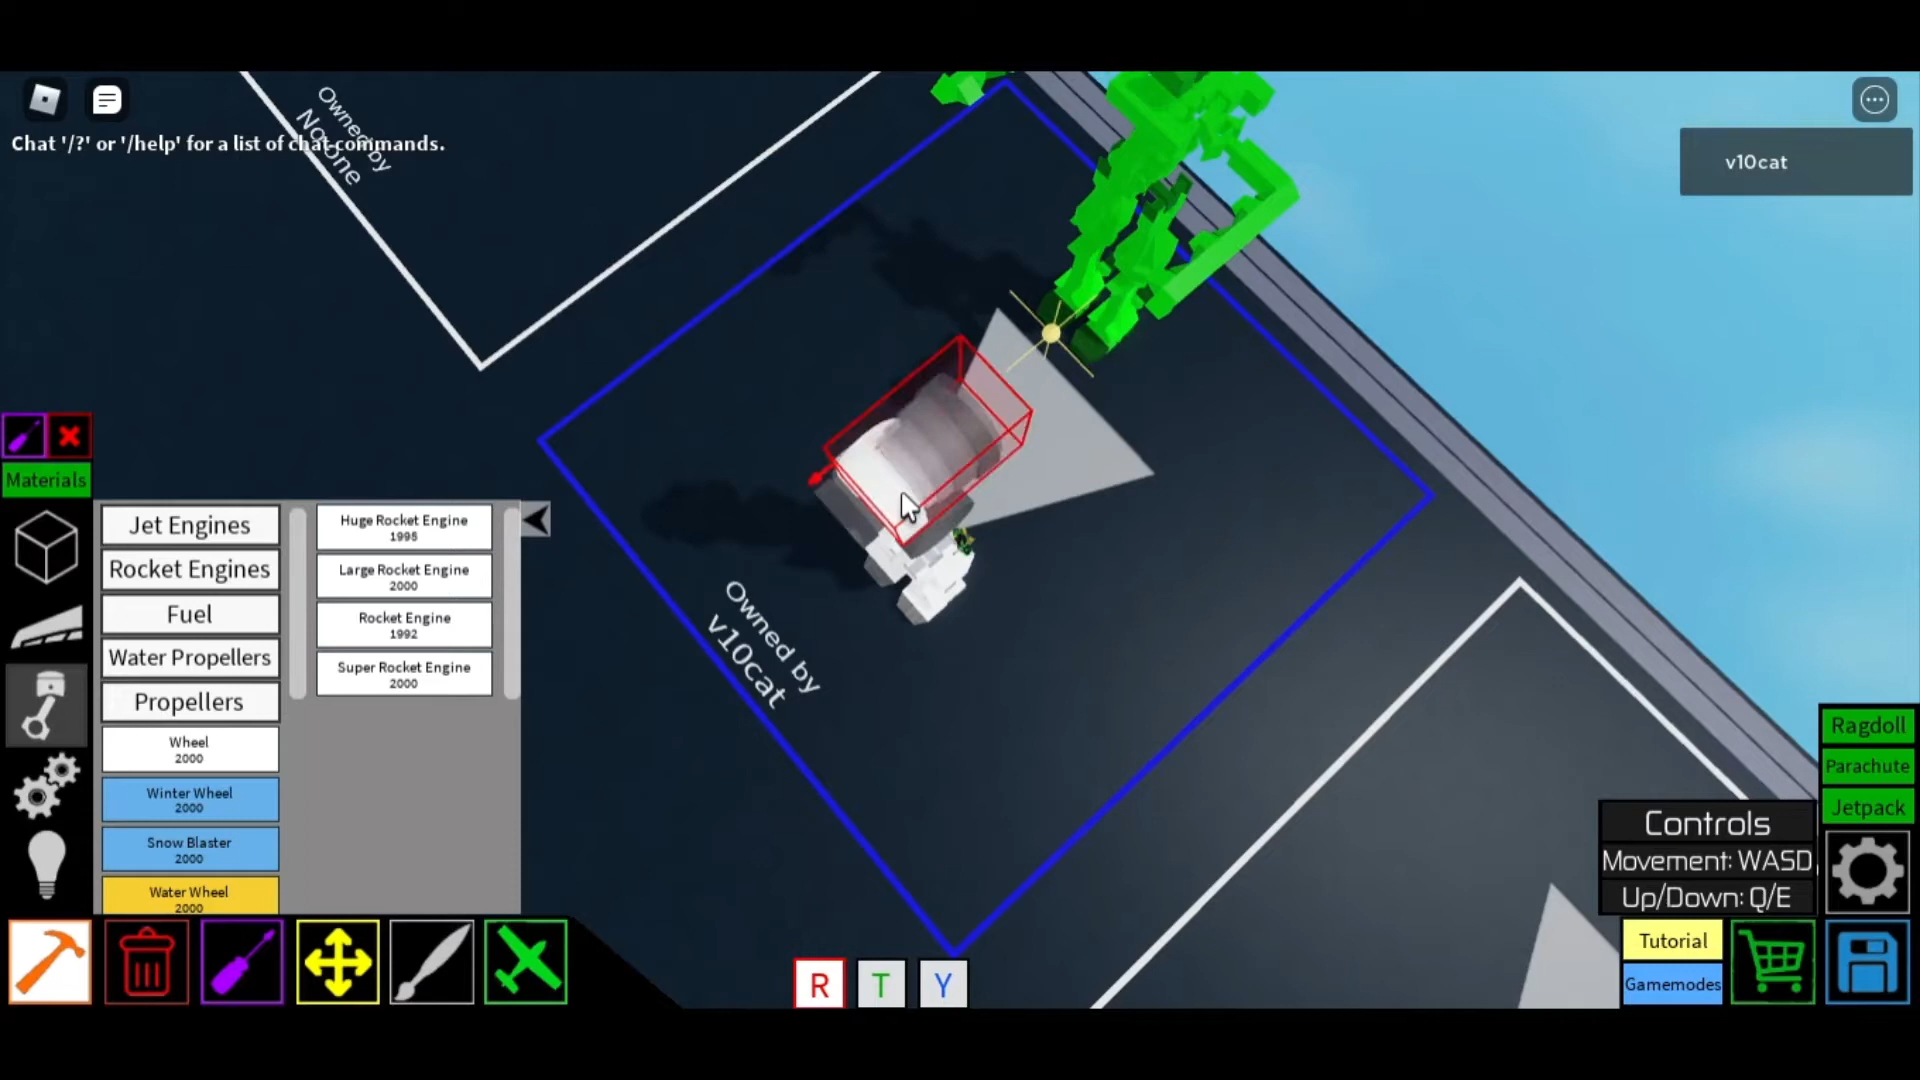 Owned by
No one
Chat '/?' or '/help' for a list of chat commands.
v10cat
Materials
Jet Engines
Rocket Engines
Fuel
Water Propellers
Propellers
Wheel
2000
Winter Wheel
2000
Snow Blaster
2000
Water Wheel
2000
Huge Rocket Engine
1995
Large Rocket Engine
2000
Rocket Engine
1992
Super Rocket Engine
2000
Owned by
v10cat
Ragdoll
Parachute
Jetpack
Controls
Movement: WASD,
Up/Down: Q/E
Tutorial
Gamemodes
R T Y